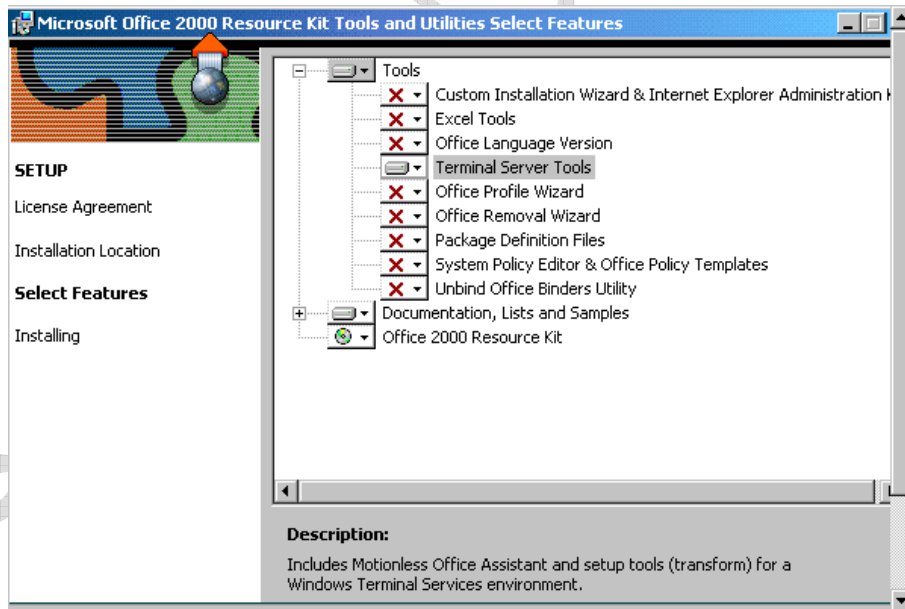 Microsoft Office 2000 Resource Kit Tools and Utilities Select Features
SETUP
License Agreement
Installation Location
Select Features
Installing
Tools
Custom Installation Wizard & Internet Explorer Administration
Excel Tools
Office Language Version
Terminal Server Tools
Office Profile Wizard
Office Removal Wizard
Package Definition Files
System Policy Editor & Office Policy Templates
Unbind Office Binders Utility
Documentation, Lists and Samples
Office 2000 Resource Kit
Description:
Includes Motionless Office Assistant and setup tools (transform) for a
Windows Terminal Services environment.